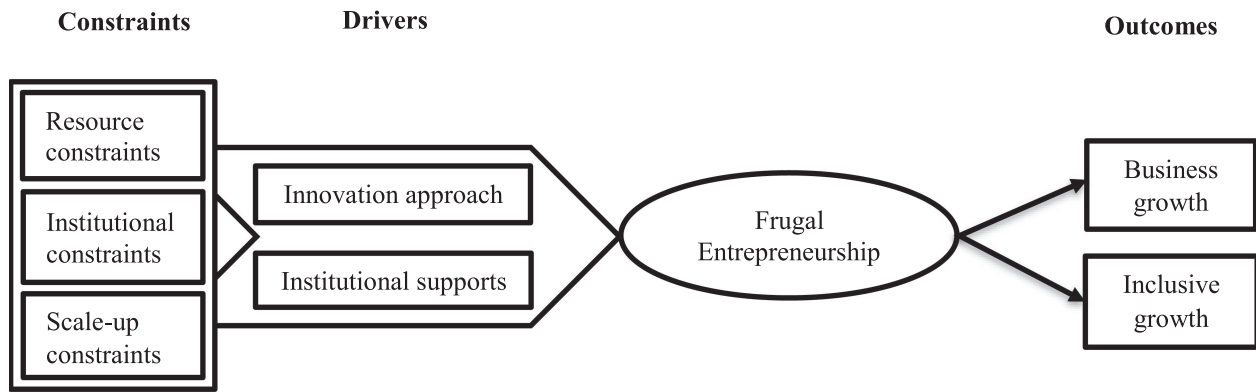 Constraints
Drivers
Outcomes
Resource
constraints
Institutional
constraints
Scale-up
constraints
Innovation approach
Institutional supports
Frugal
Entrepreneurship
Business
growth
Inclusive
growth